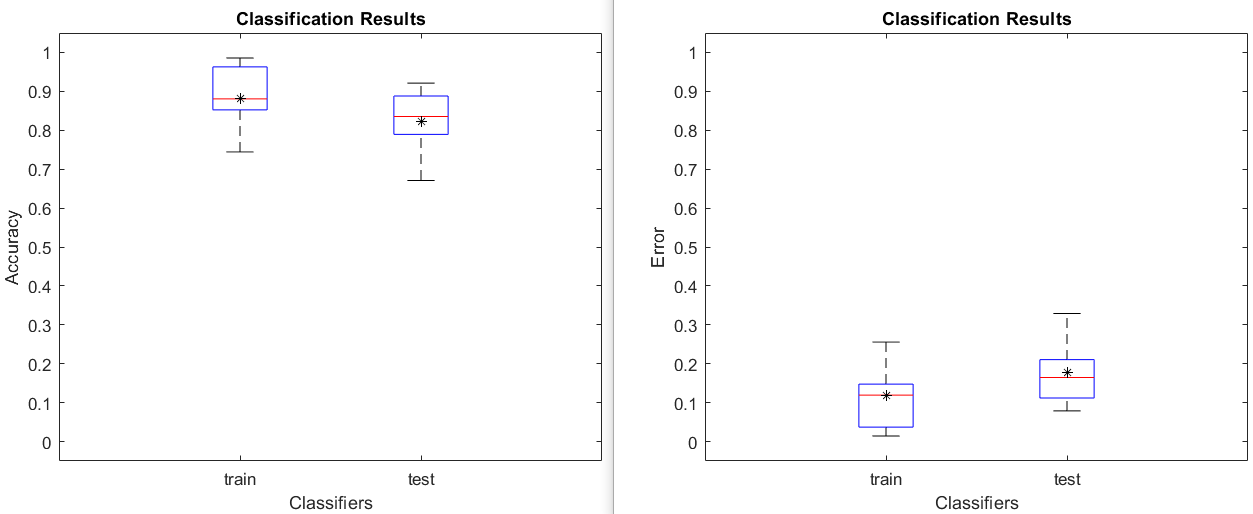 Classification Results
1
0.9
0.8
0.7
0.6
0.5
0.4
0.3
0.2
0.1
0
Accuracy
train test
Classifiers
Classification Results
1
0.9
0.8
0.7
0.6
0.5
0.4
0.3
0.2
0.1
0
Error
train test
Classifiers